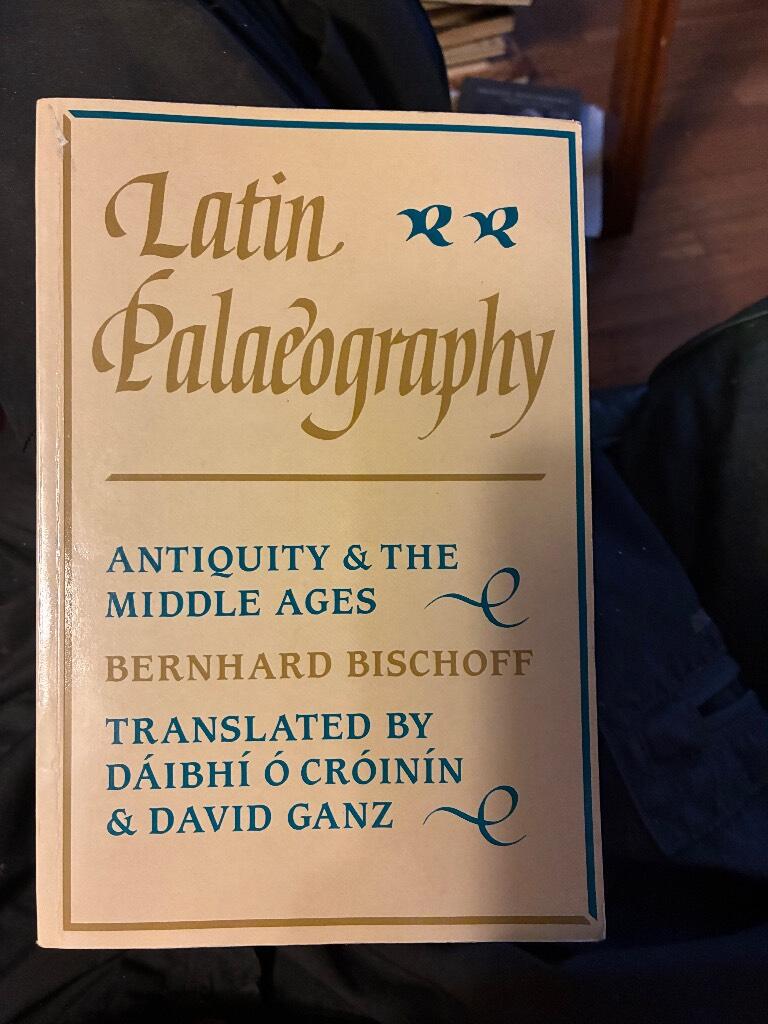 Latin
Palaeography
ANTIQUITY & THE
MIDDLE AGES
BERNHARD BISCHOFF
TRANSLATED BY
DÁIBHÍ Ó CRÓINÍN
& DAVID GANZ